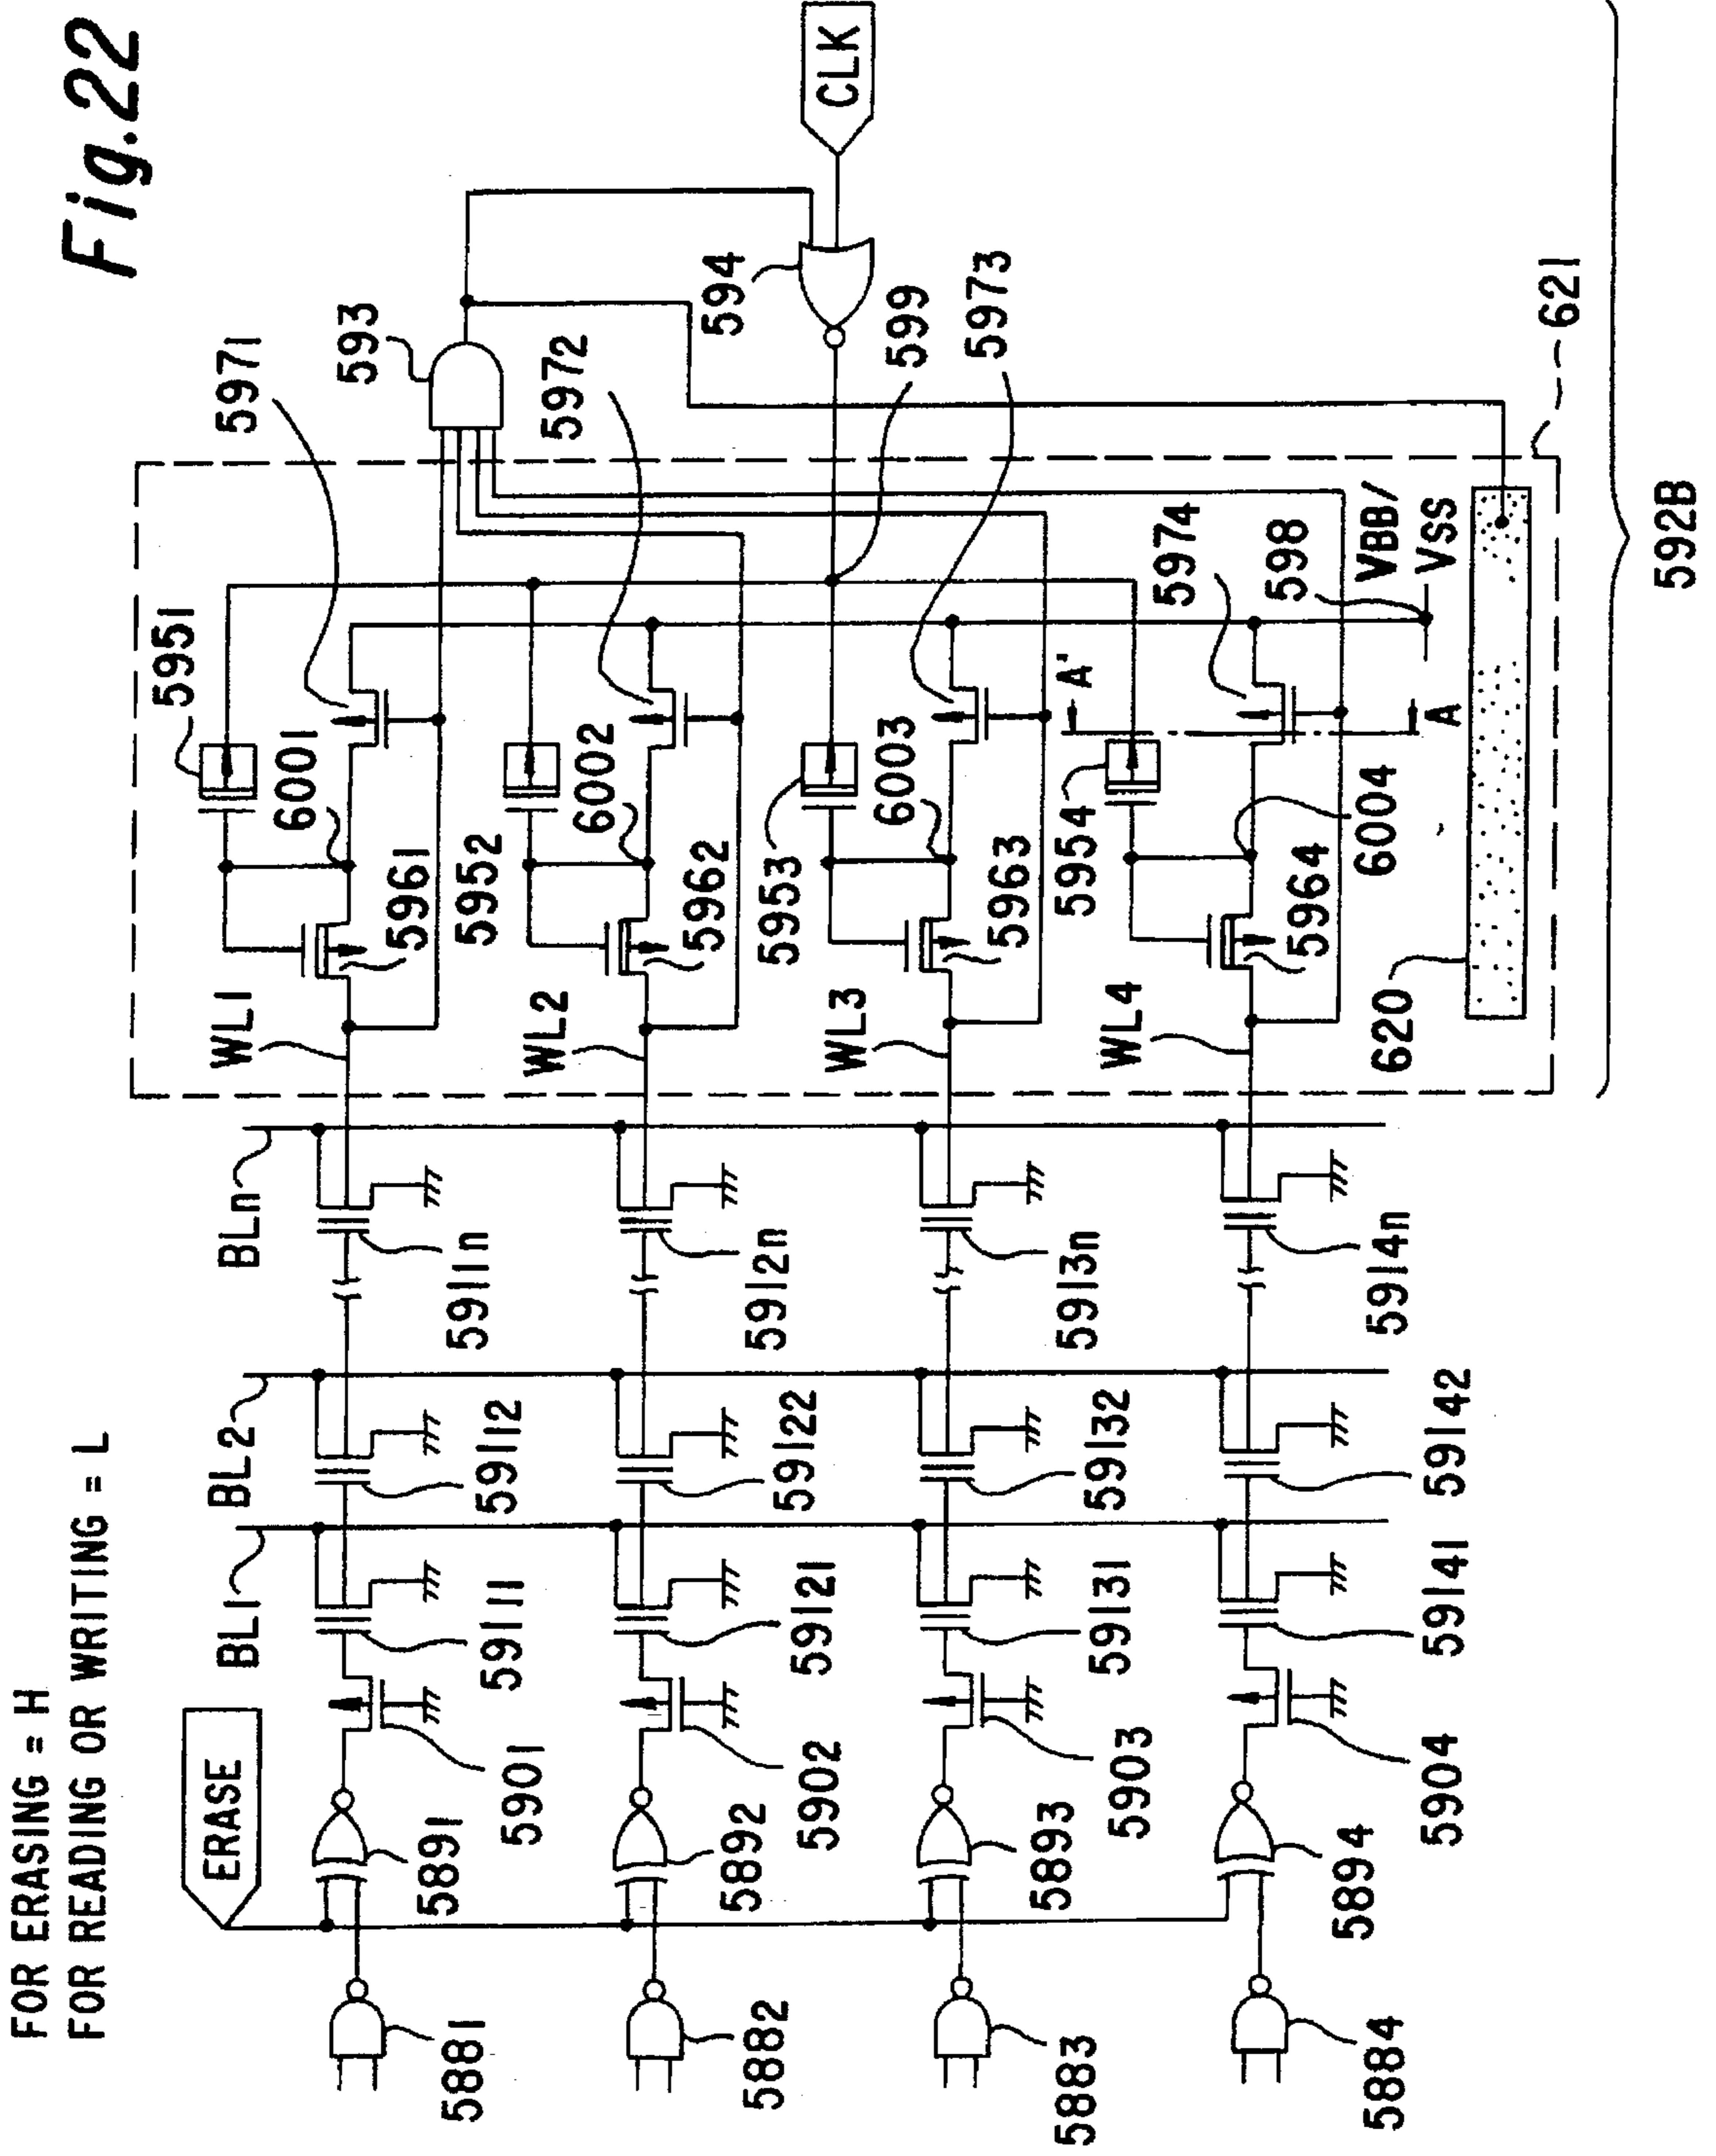 Fig.22
FOR ERASING = H
FOR READING OR WRITING = L
ERASE
CLK
BL1
BL2
BLn
WL1
WL2
WL3
WL4
5881
5882
5883
5884
5891
5892
5893
5894
5901
5902
5903
5904
59111
59121
59131
59141
59112
59122
59132
59142
5911n
5912n
5913n
5914n
5951
5952
5953
5954
5961
5962
5963
5964
6001
6002
6003
6004
5971
5972
5973
5974
593
594
599
598
VBB/
VSS
A'
A
620
621
592B